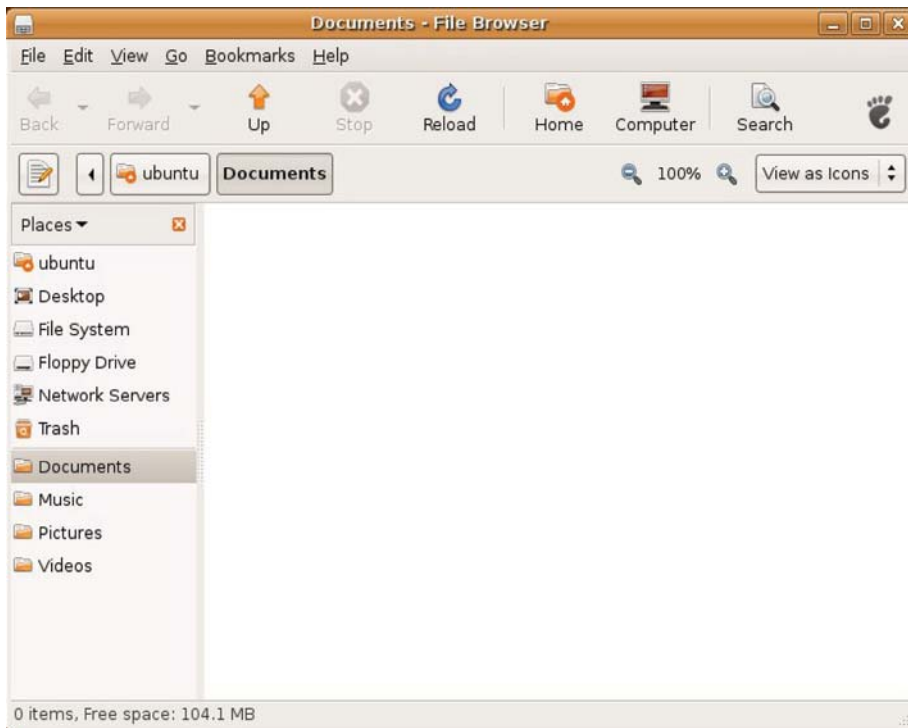 Documents - File Browser
File Edit View Go Bookmarks Help
Back Forward Up Stop Reload Home Computer Search
ubuntu Documents 100% View as Icons
Places
ubuntu
Desktop
File System
Floppy Drive
Network Servers
Trash
Documents
Music
Pictures
Videos
0 items, Free space: 104.1 MB